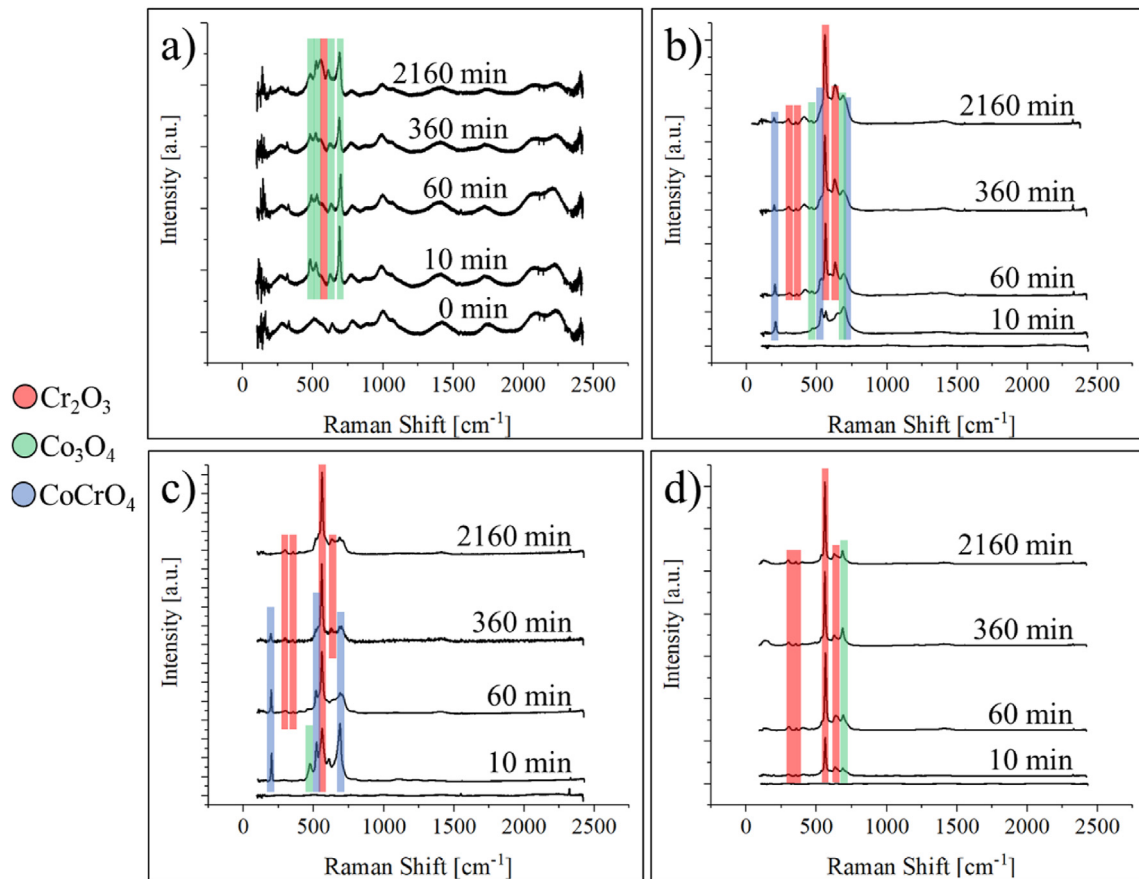 a)
2160 min
360 min
60 min
10 min
0 min
Intensity [a.u.]
0 500 1000 1500 2000 2500
Raman Shift [cm⁻¹]
b)
2160 min
360 min
60 min
10 min
Intensity [a.u.]
0 500 1000 1500 2000 2500
Raman Shift [cm⁻¹]
Cr₂O₃
Co₃O₄
CoCrO₄
c)
2160 min
360 min
60 min
10 min
Intensity [a.u.]
0 500 1000 1500 2000 2500
Raman Shift [cm⁻¹]
d)
2160 min
360 min
60 min
10 min
Intensity [a.u.]
0 500 1000 1500 2000 2500
Raman Shift [cm⁻¹]